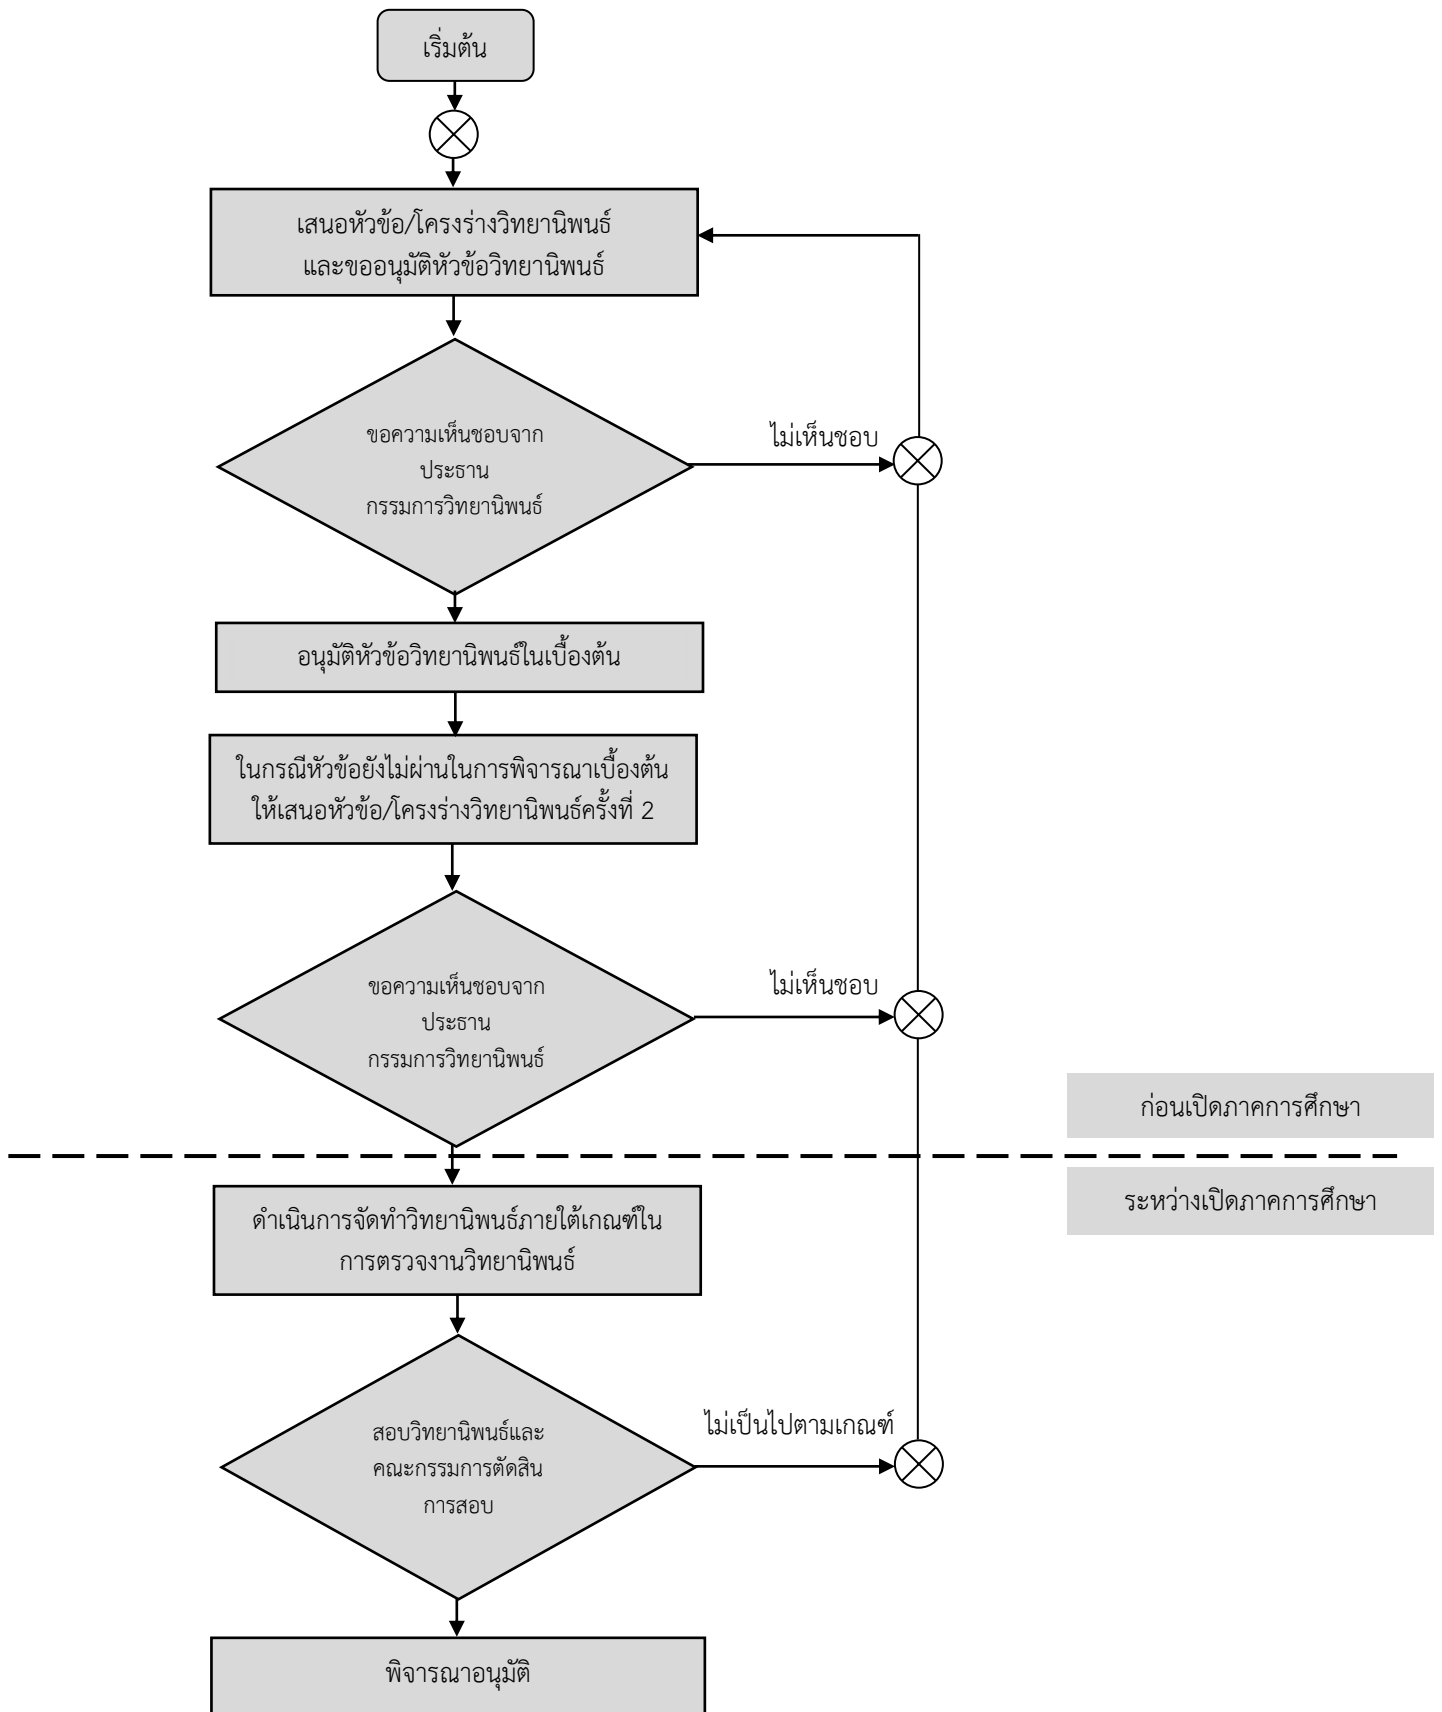 เริ่มต้น
เสนอหัวข้อ/โครงร่างวิทยานิพนธ์
และขออนุมัติหัวข้อวิทยานิพนธ์
ขอความเห็นชอบจาก
ประธาน
กรรมการวิทยานิพนธ์
ไม่เห็นชอบ
อนุมัติหัวข้อวิทยานิพนธ์ในเบื้องต้น
ในกรณีหัวข้อยังไม่ผ่านในการพิจารณาเบื้องต้น
ให้เสนอหัวข้อ/โครงร่างวิทยานิพนธ์ครั้งที่ 2
ขอความเห็นชอบจาก
ประธาน
กรรมการวิทยานิพนธ์
ไม่เห็นชอบ
ก่อนเปิดภาคการศึกษา
ระหว่างเปิดภาคการศึกษา
ดำเนินการจัดทำวิทยานิพนธ์ภายใต้เกณฑ์ใน
การตรวจงานวิทยานิพนธ์
สอบวิทยานิพนธ์และ
คณะกรรมการตัดสิน
การสอบ
ไม่เป็นไปตามเกณฑ์
พิจารณาอนุมัติ